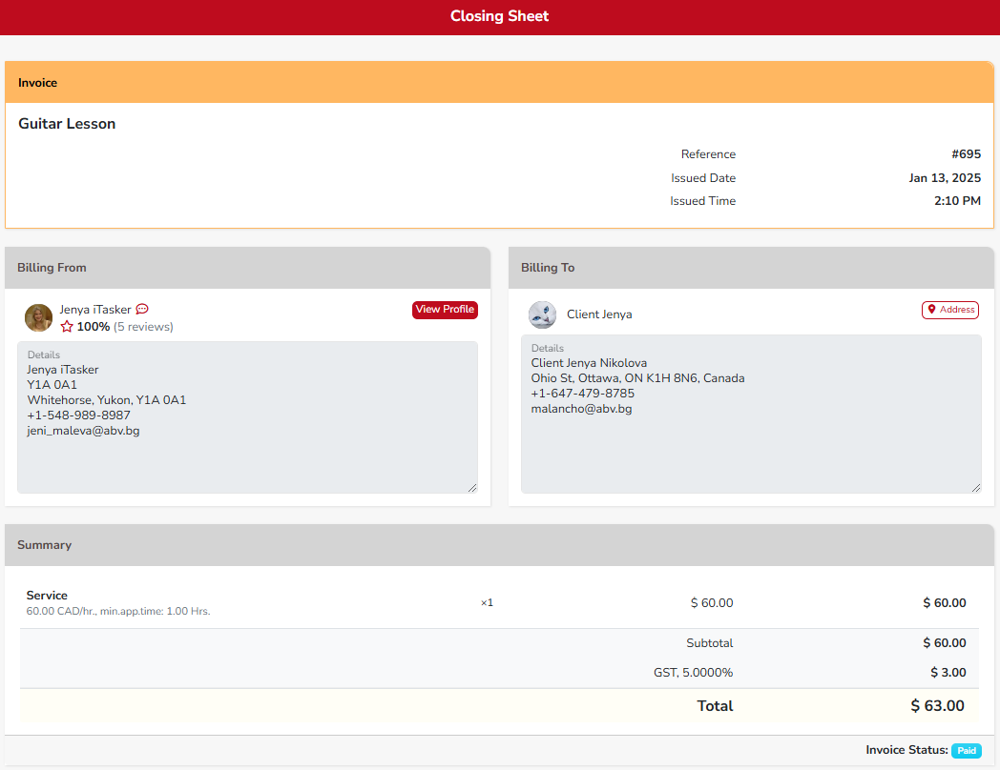 Closing Sheet
Invoice
Guitar Lesson
Reference #695
Issued Date Jan 13, 2025
Issued Time 2:10 PM
Billing From
Jenya iTasker
View Profile
100% (5 reviews)
Details
Jenya iTasker
Y1A 0A1
Whitehorse, Yukon, Y1A 0A1
+1-548-989-8987
jeni_maleva@abv.bg
Billing To
Client Jenya
Address
Details
Client Jenya Nikolova
Ohio St, Ottawa, ON K1H 8N6, Canada
+1-647-479-8785
malancho@abv.bg
Summary
Service
60.00 CAD/hr., min.app.time: 1.00 Hrs.
×1 $ 60.00 $ 60.00
Subtotal $ 60.00
GST, 5.0000% $ 3.00
Total $ 63.00
Invoice Status: Paid